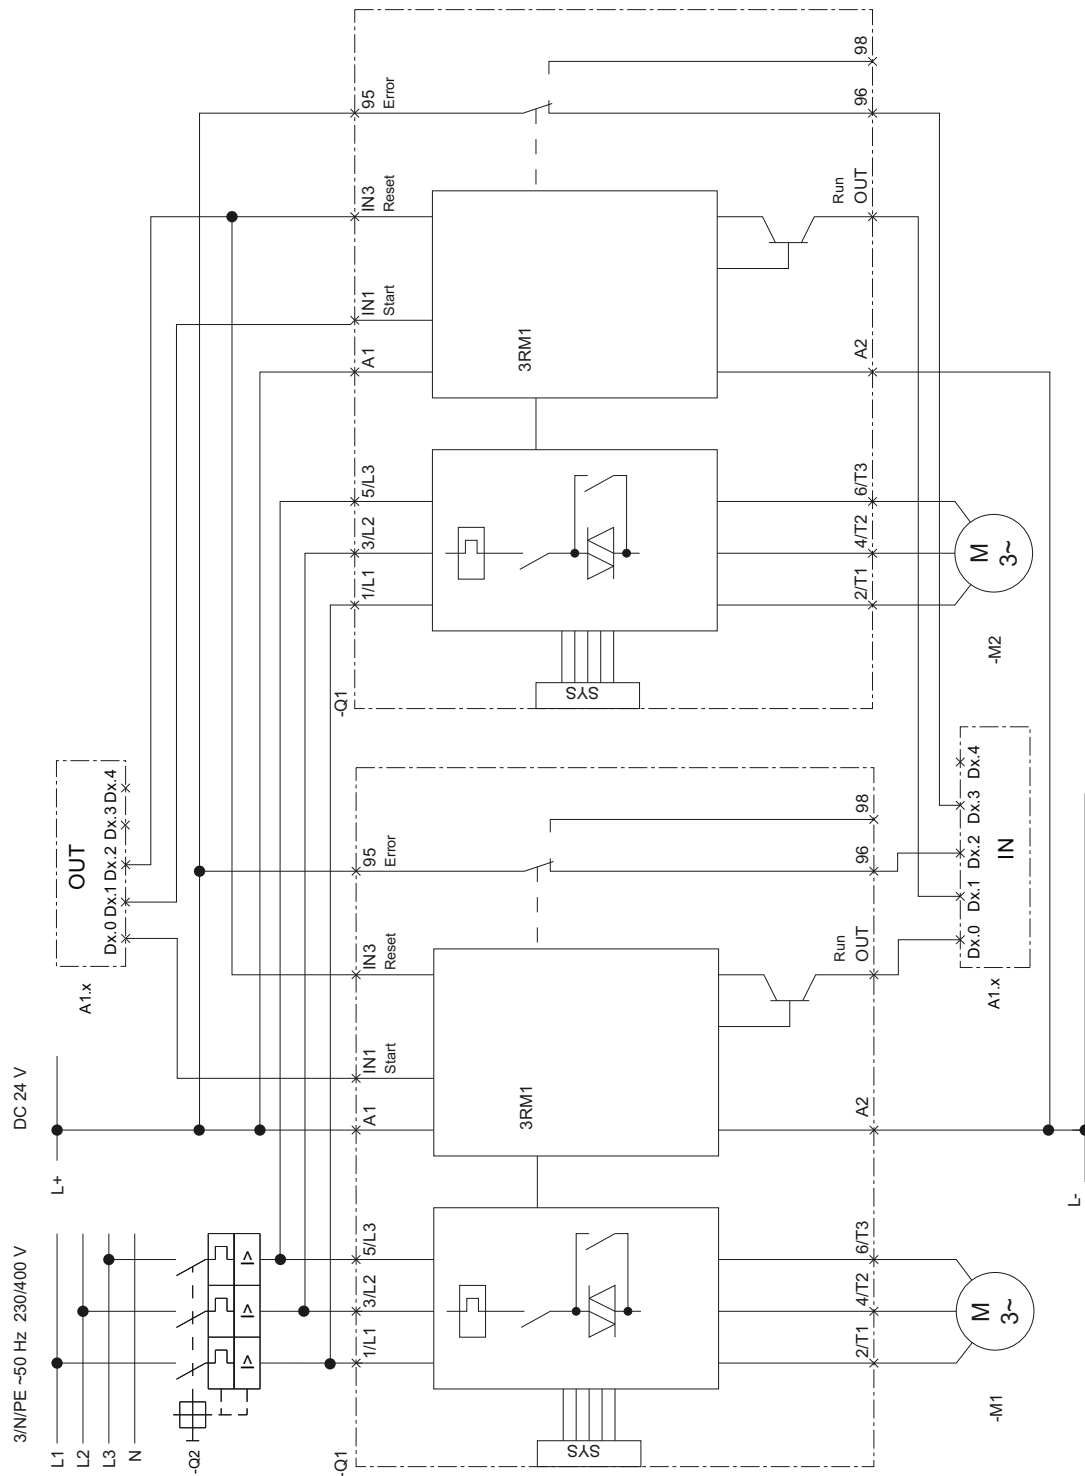 3/N/PE ~50 Hz 230/400 V
L1
L2
L3
N
-Q2
I>
I>
I>
DC 24 V
L+
L-
A1.x
OUT
Dx.0
Dx.1
Dx.2
Dx.3
Dx.4
-Q1
1/L1
3/L2
5/L3
A1
IN1
Start
IN3
Reset
95
Error
SYS
3RM1
2/T1
4/T2
6/T3
A2
Run
OUT
96
98
M
3~
-M1
-Q1
1/L1
3/L2
5/L3
A1
IN1
Start
IN3
Reset
95
Error
SYS
3RM1
2/T1
4/T2
6/T3
A2
Run
OUT
96
98
M
3~
-M2
A1.x
IN
Dx.0
Dx.1
Dx.2
Dx.3
Dx.4